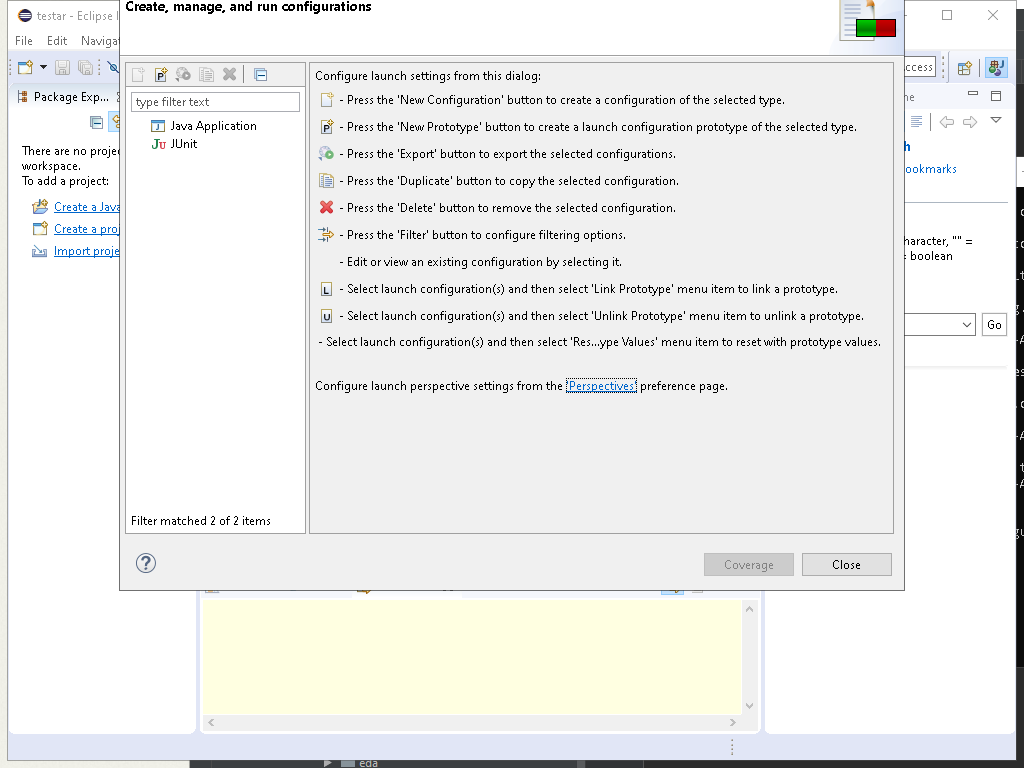 Create, manage, and run configurations
testar - Eclipse I
File Edit Navigat
Package Exp...
There are no proje
workspace.
To add a project:
Create a Java
Create a proj
Import proje
type filter text
Java Application
JUnit
Filter matched 2 of 2 items
Configure launch settings from this dialog:
- Press the 'New Configuration' button to create a configuration of the selected type.
- Press the 'New Prototype' button to create a launch configuration prototype of the selected type.
- Press the 'Export' button to export the selected configurations.
- Press the 'Duplicate' button to copy the selected configuration.
- Press the 'Delete' button to remove the selected configuration.
- Press the 'Filter' button to configure filtering options.
- Edit or view an existing configuration by selecting it.
L - Select launch configuration(s) and then select 'Link Prototype' menu item to link a prototype.
U - Select launch configuration(s) and then select 'Unlink Prototype' menu item to unlink a prototype.
- Select launch configuration(s) and then select 'Res...ype Values' menu item to reset with prototype values.
Configure launch perspective settings from the 'Perspectives' preference page.
Coverage Close
ccess
ne
h
ookmarks
haracter, "" =
= boolean
Go
eda